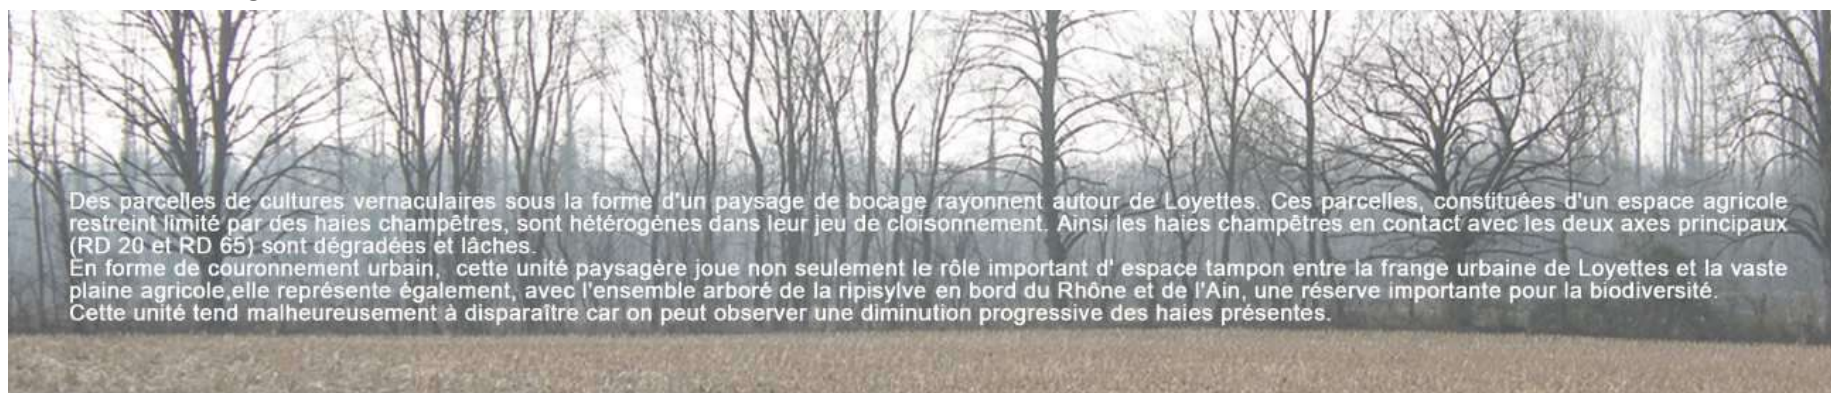 Des parcelles de cultures vernaculaires sous la forme d'un paysage de bocage rayonnent autour de Loyettes. Ces parcelles, constituées d'un espace agricole
restreint limité par des haies champêtres, sont hétérogènes dans leur jeu de cloisonnement. Ainsi les haies champêtres en contact avec les deux axes principaux
(RD 20 et RD 65) sont dégradées et lâches.
En forme de couronnement urbain, cette unité paysagère joue non seulement le rôle important d' espace tampon entre la frange urbaine de Loyettes et la vaste
plaine agricole,elle représente également, avec l'ensemble arboré de la ripisylve en bord du Rhône et de l'Ain, une réserve importante pour la biodiversité.
Cette unité tend malheureusement à disparaître car on peut observer une diminution progressive des haies présentes.